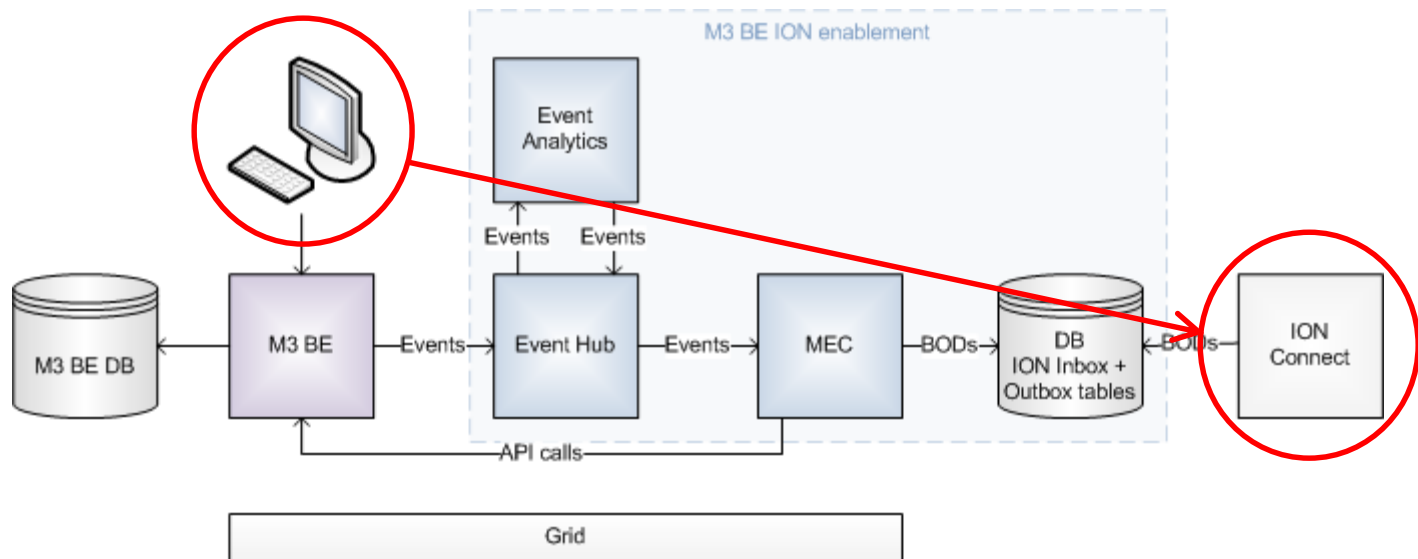 M3 BE ION enablement
Event
Analytics
Events
Events
M3 BE DB
M3 BE
Events
Event Hub
Events
MEC
BODs
DB
ION Inbox +
Outbox tables
BODs
ION
Connect
API calls
Grid